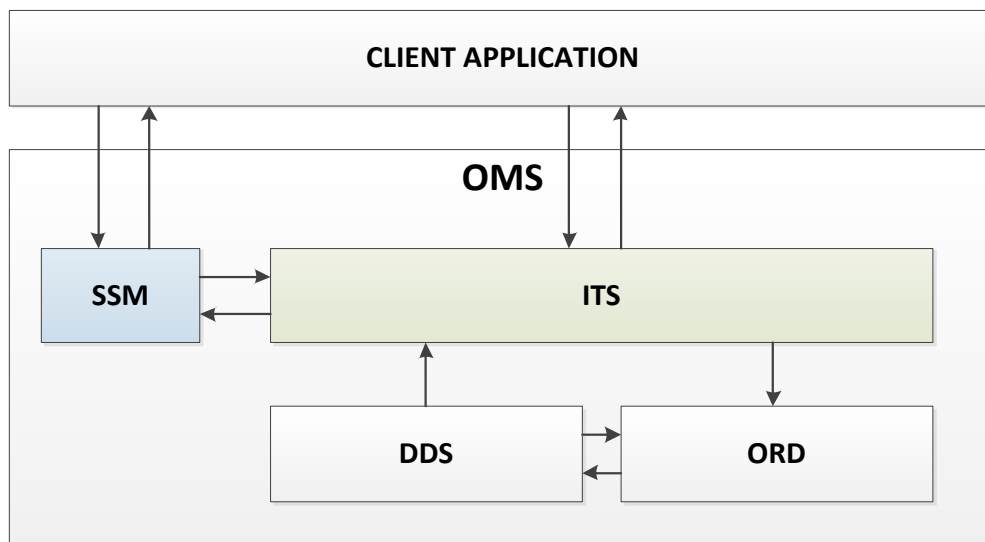 CLIENT APPLICATION
OMS
SSM
ITS
DDS
ORD